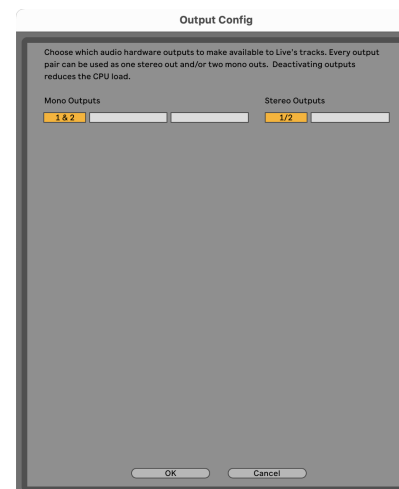 Output Config
Choose which audio hardware outputs to make available to Live's tracks. Every output
pair can be used as one stereo out and/or two mono outs. Deactivating outputs
reduces the CPU load.
Mono Outputs Stereo Outputs
1 & 2 1/2
OK Cancel